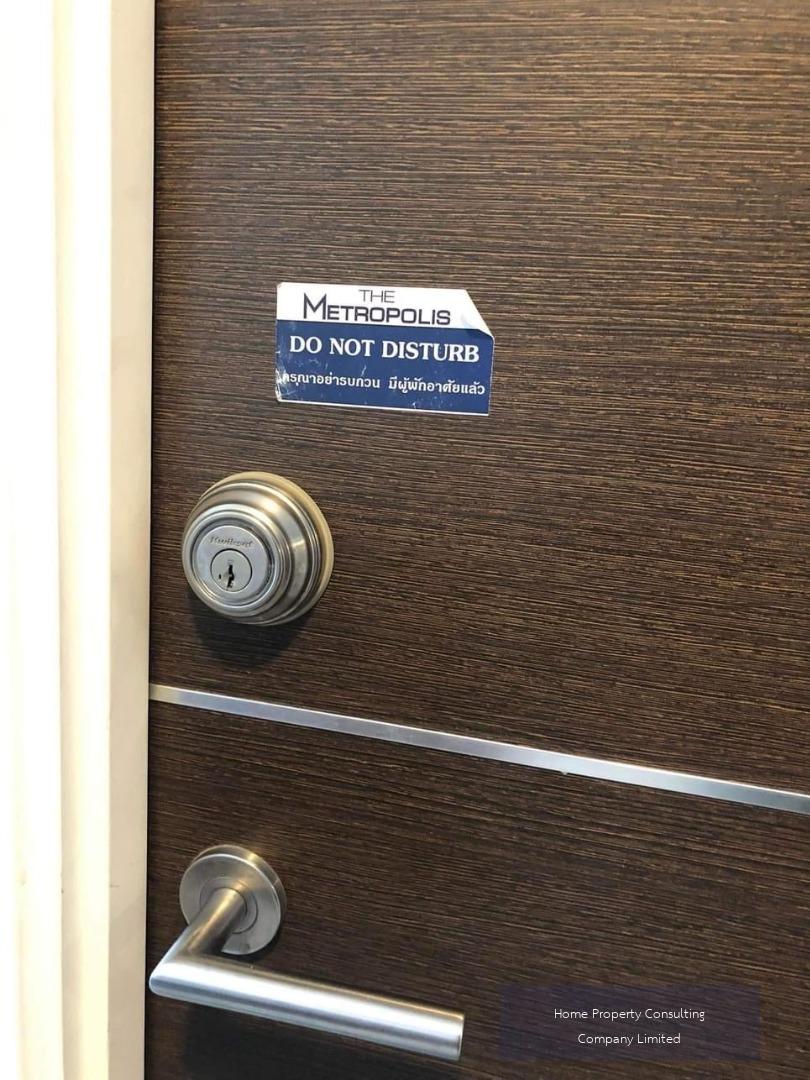 THE
METROPOLIS
DO NOT DISTURB
กรุณาอย่ารบกวน มีผู้พักอาศัยแล้ว
Kwikset
Home Property Consulting
Company Limited